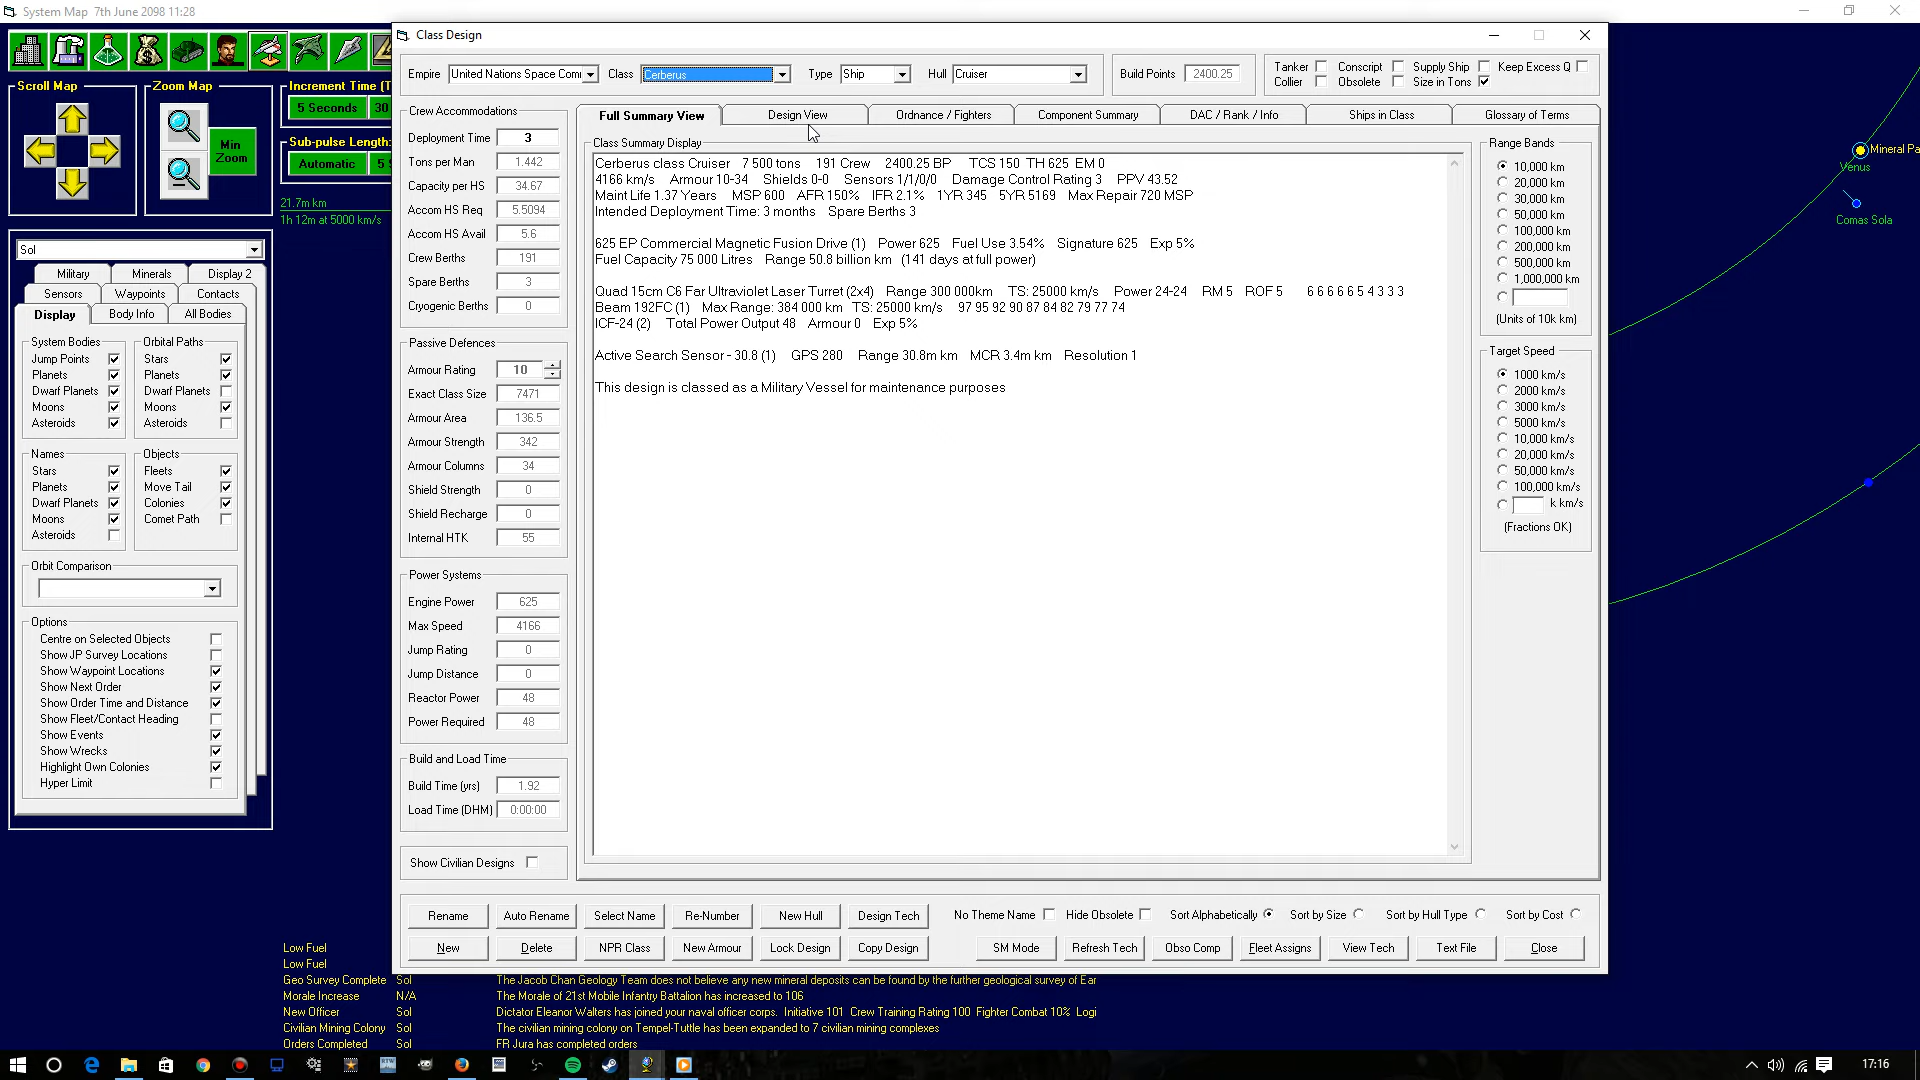 System Map 7th June 2098 11:28
Class Design
Scroll Map
Zoom Map
Min Zoom
Increment Time (T
5 Seconds 30
Sub-pulse Length:
Automatic 5 S
21.7m km
1h 12m at 5000 km/s
Sol
Military Minerals Display 2
Sensors Waypoints Contacts
Display Body Info All Bodies
System Bodies Orbital Paths
Jump Points Stars
Planets Planets
Dwarf Planets Dwarf Planets
Moons Moons
Asteroids Asteroids
Names Objects
Stars Fleets
Planets Move Tail
Dwarf Planets Colonies
Moons Comet Path
Asteroids
Orbit Comparison
Options
Centre on Selected Objects
Show JP Survey Locations
Show Waypoint Locations
Show Next Order
Show Order Time and Distance
Show Fleet/Contact Heading
Show Events
Show Wrecks
Highlight Own Colonies
Hyper Limit
Empire United Nations Space Com Class Cerberus Type Ship Hull Cruiser Build Points 2400.25
Tanker Conscript Supply Ship Keep Excess Q
Collier Obsolete Size in Tons
Crew Accommodations
Deployment Time 3
Tons per Man 1.442
Capacity per HS 34.67
Accom HS Req 5.5094
Accom HS Avail 5.6
Crew Berths 191
Spare Berths 3
Cryogenic Berths 0
Passive Defences
Armour Rating 10
Exact Class Size 7471
Armour Area 136.5
Armour Strength 342
Armour Columns 34
Shield Strength 0
Shield Recharge 0
Internal HTK 55
Power Systems
Engine Power 625
Max Speed 4166
Jump Rating 0
Jump Distance 0
Reactor Power 48
Power Required 48
Build and Load Time
Build Time (yrs) 1.92
Load Time (DHM) 0:00:00
Show Civilian Designs
Full Summary View Design View Ordnance / Fighters Component Summary DAC / Rank / Info Ships in Class Glossary of Terms
Class Summary Display
Cerberus class Cruiser 7 500 tons 191 Crew 2400.25 BP TCS 150 TH 625 EM 0
4166 km/s Armour 10-34 Shields 0-0 Sensors 1/1/0/0 Damage Control Rating 3 PPV 43.52
Maint Life 1.37 Years MSP 600 AFR 150% IFR 2.1% 1YR 345 5YR 5169 Max Repair 720 MSP
Intended Deployment Time: 3 months Spare Berths 3
625 EP Commercial Magnetic Fusion Drive (1) Power 625 Fuel Use 3.54% Signature 625 Exp 5%
Fuel Capacity 75 000 Litres Range 50.8 billion km (141 days at full power)
Quad 15cm C6 Far Ultraviolet Laser Turret (2x4) Range 300 000km TS: 25000 km/s Power 24-24 RM 5 ROF 5 6 6 6 6 6 5 4 3 3 3
Beam 192FC (1) Max Range: 384 000 km TS: 25000 km/s 97 95 92 90 87 84 82 79 77 74
ICF-24 (2) Total Power Output 48 Armour 0 Exp 5%
Active Search Sensor - 30.8 (1) GPS 280 Range 30.8m km MCR 3.4m km Resolution 1
This design is classed as a Military Vessel for maintenance purposes
Range Bands
10,000 km
20,000 km
30,000 km
50,000 km
100,000 km
200,000 km
500,000 km
1,000,000 km
(Units of 10k km)
Target Speed
1000 km/s
2000 km/s
3000 km/s
5000 km/s
10,000 km/s
20,000 km/s
50,000 km/s
100,000 km/s
k km/s
(Fractions OK)
Mineral Pa
Venus
Comas Sola
Rename Auto Rename Select Name Re-Number New Hull Design Tech No Theme Name Hide Obsolete Sort Alphabetically Sort by Size Sort by Hull Type Sort by Cost
New Delete NPR Class New Armour Lock Design Copy Design SM Mode Refresh Tech Obso Comp Fleet Assigns View Tech Text File Close
Low Fuel
Low Fuel
Geo Survey Complete Sol The Jacob Chan Geology Team does not believe any new mineral deposits can be found by the further geological survey of Ear
Morale Increase N/A The Morale of 21st Mobile Infantry Battalion has increased to 106
New Officer Sol Dictator Eleanor Walters has joined your naval officer corps. Initiative 101 Crew Training Rating 100 Fighter Combat 10% Logi
Civilian Mining Colony Sol The civilian mining colony on Tempel-Tuttle has been expanded to 7 civilian mining complexes
Orders Completed Sol FR Jura has completed orders
17:16